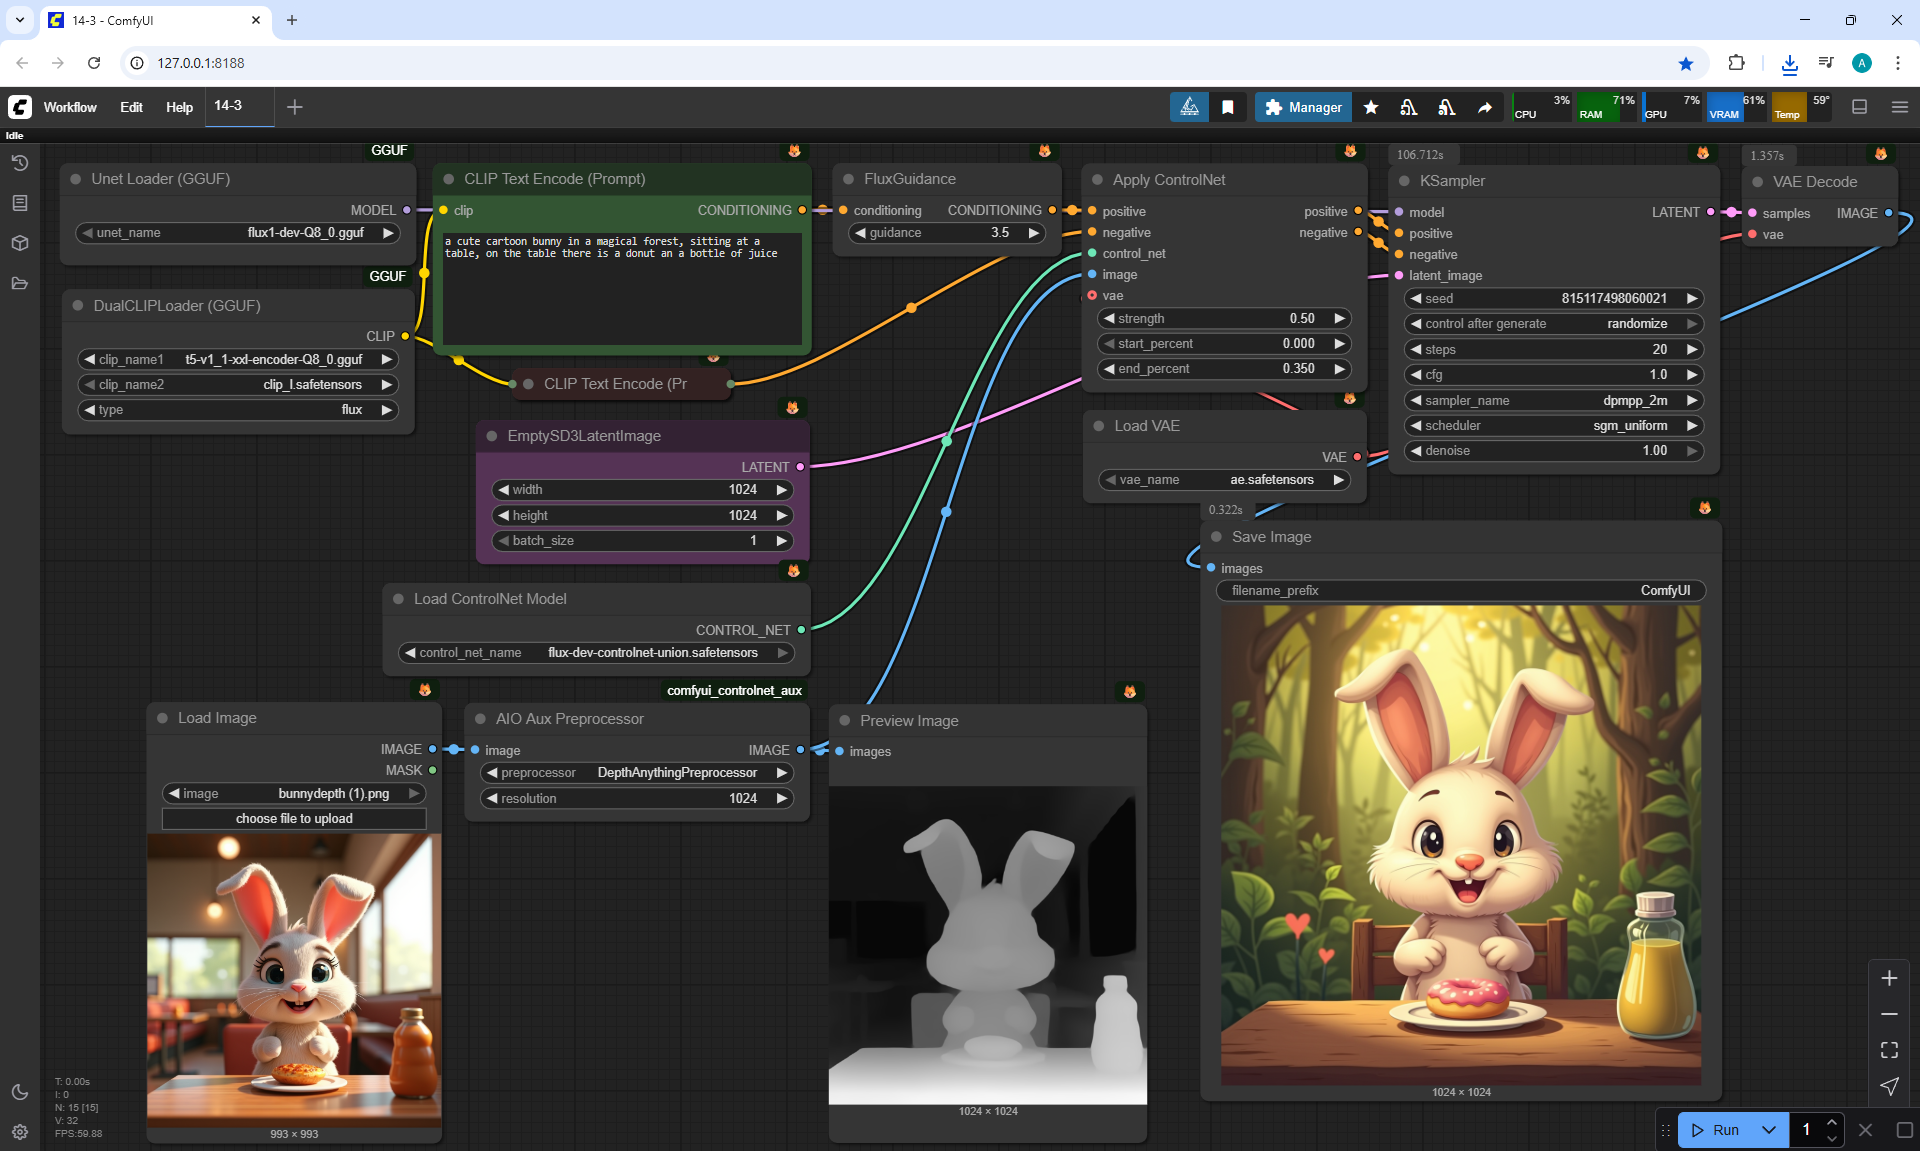 14-3 - ComfyUI
127.0.0.1:8188
A
Workflow Edit Help 14-3
Manager
CPU 3% RAM 71% GPU 7% VRAM 61% Temp 59°
Idle
GGUF
Unet Loader (GGUF)
MODEL
unet_name flux1-dev-Q8_0.gguf
GGUF
DualCLIPLoader (GGUF)
CLIP
clip_name1 t5-v1_1-xxl-encoder-Q8_0.gguf
clip_name2 clip_l.safetensors
type flux
CLIP Text Encode (Prompt)
clip CONDITIONING
a cute cartoon bunny in a magical forest, sitting at a
table, on the table there is a donut an a bottle of juice
CLIP Text Encode (Pr
FluxGuidance
conditioning CONDITIONING
guidance 3.5
Apply ControlNet
positive positive
negative negative
control_net
image
vae
strength 0.50
start_percent 0.000
end_percent 0.350
106.712s
KSampler
model LATENT
positive
negative
latent_image
seed 815117498060021
control after generate randomize
steps 20
cfg 1.0
sampler_name dpmpp_2m
scheduler sgm_uniform
denoise 1.00
1.357s
VAE Decode
samples IMAGE
vae
EmptySD3LatentImage
LATENT
width 1024
height 1024
batch_size 1
Load VAE
VAE
vae_name ae.safetensors
Load ControlNet Model
CONTROL_NET
control_net_name flux-dev-controlnet-union.safetensors
0.322s
Save Image
images
filename_prefix ComfyUI
1024 × 1024
Load Image
IMAGE
MASK
image bunnydepth (1).png
choose file to upload
993 × 993
comfyui_controlnet_aux
AIO Aux Preprocessor
image IMAGE
preprocessor DepthAnythingPreprocessor
resolution 1024
Preview Image
images
1024 × 1024
T: 0.00s
I: 0
N: 15 [15]
V: 32
FPS:59.88
Run 1